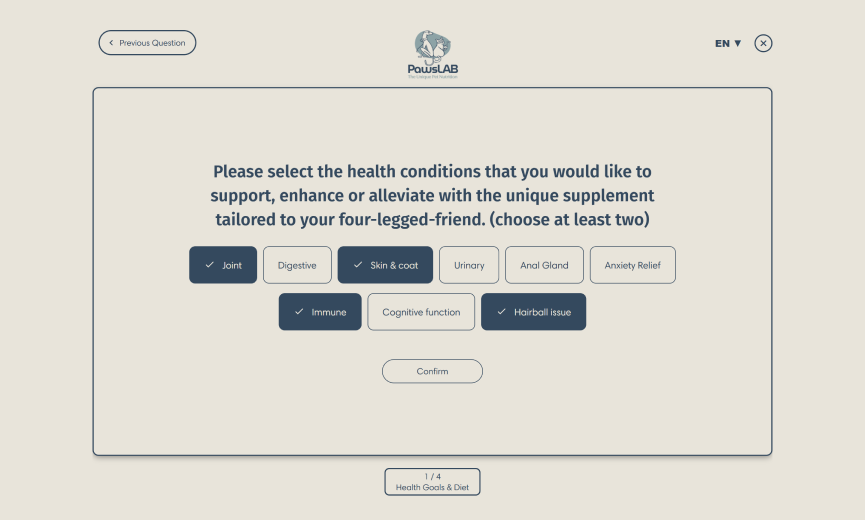 < Previous Question
PawsLAB
EN ▼
Please select the health conditions that you would like to
support, enhance or alleviate with the unique supplement
tailored to your four-legged-friend. (choose at least two)
Joint
Digestive
Skin & coat
Urinary
Anal Gland
Anxiety Relief
Immune
Cognitive function
Hairball issue
Confirm
1 / 4
Health Goals & Diet